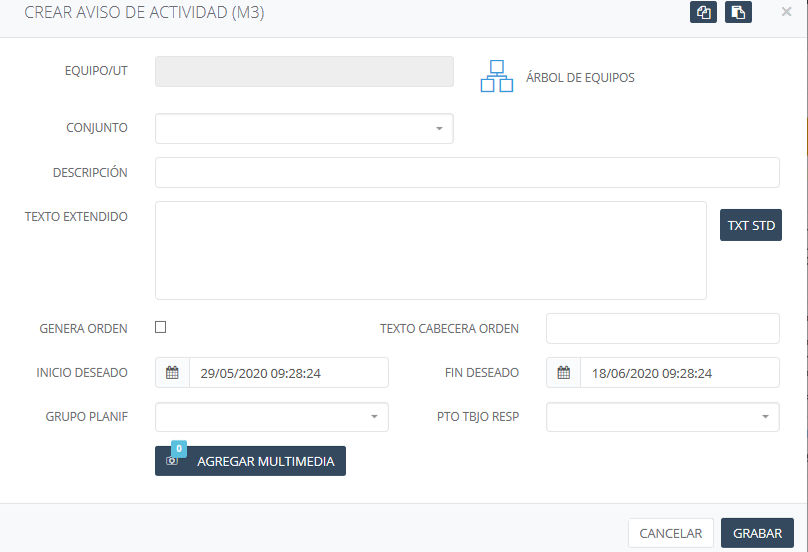 CREAR AVISO DE ACTIVIDAD (M3)
EQUIPO/UT
ÁRBOL DE EQUIPOS
CONJUNTO
DESCRIPCIÓN
TEXTO EXTENDIDO
TXT STD
GENERA ORDEN
TEXTO CABECERA ORDEN
INICIO DESEADO
29/05/2020 09:28:24
FIN DESEADO
18/06/2020 09:28:24
GRUPO PLANIF
PTO TBJO RESP
0
AGREGAR MULTIMEDIA
CANCELAR
GRABAR